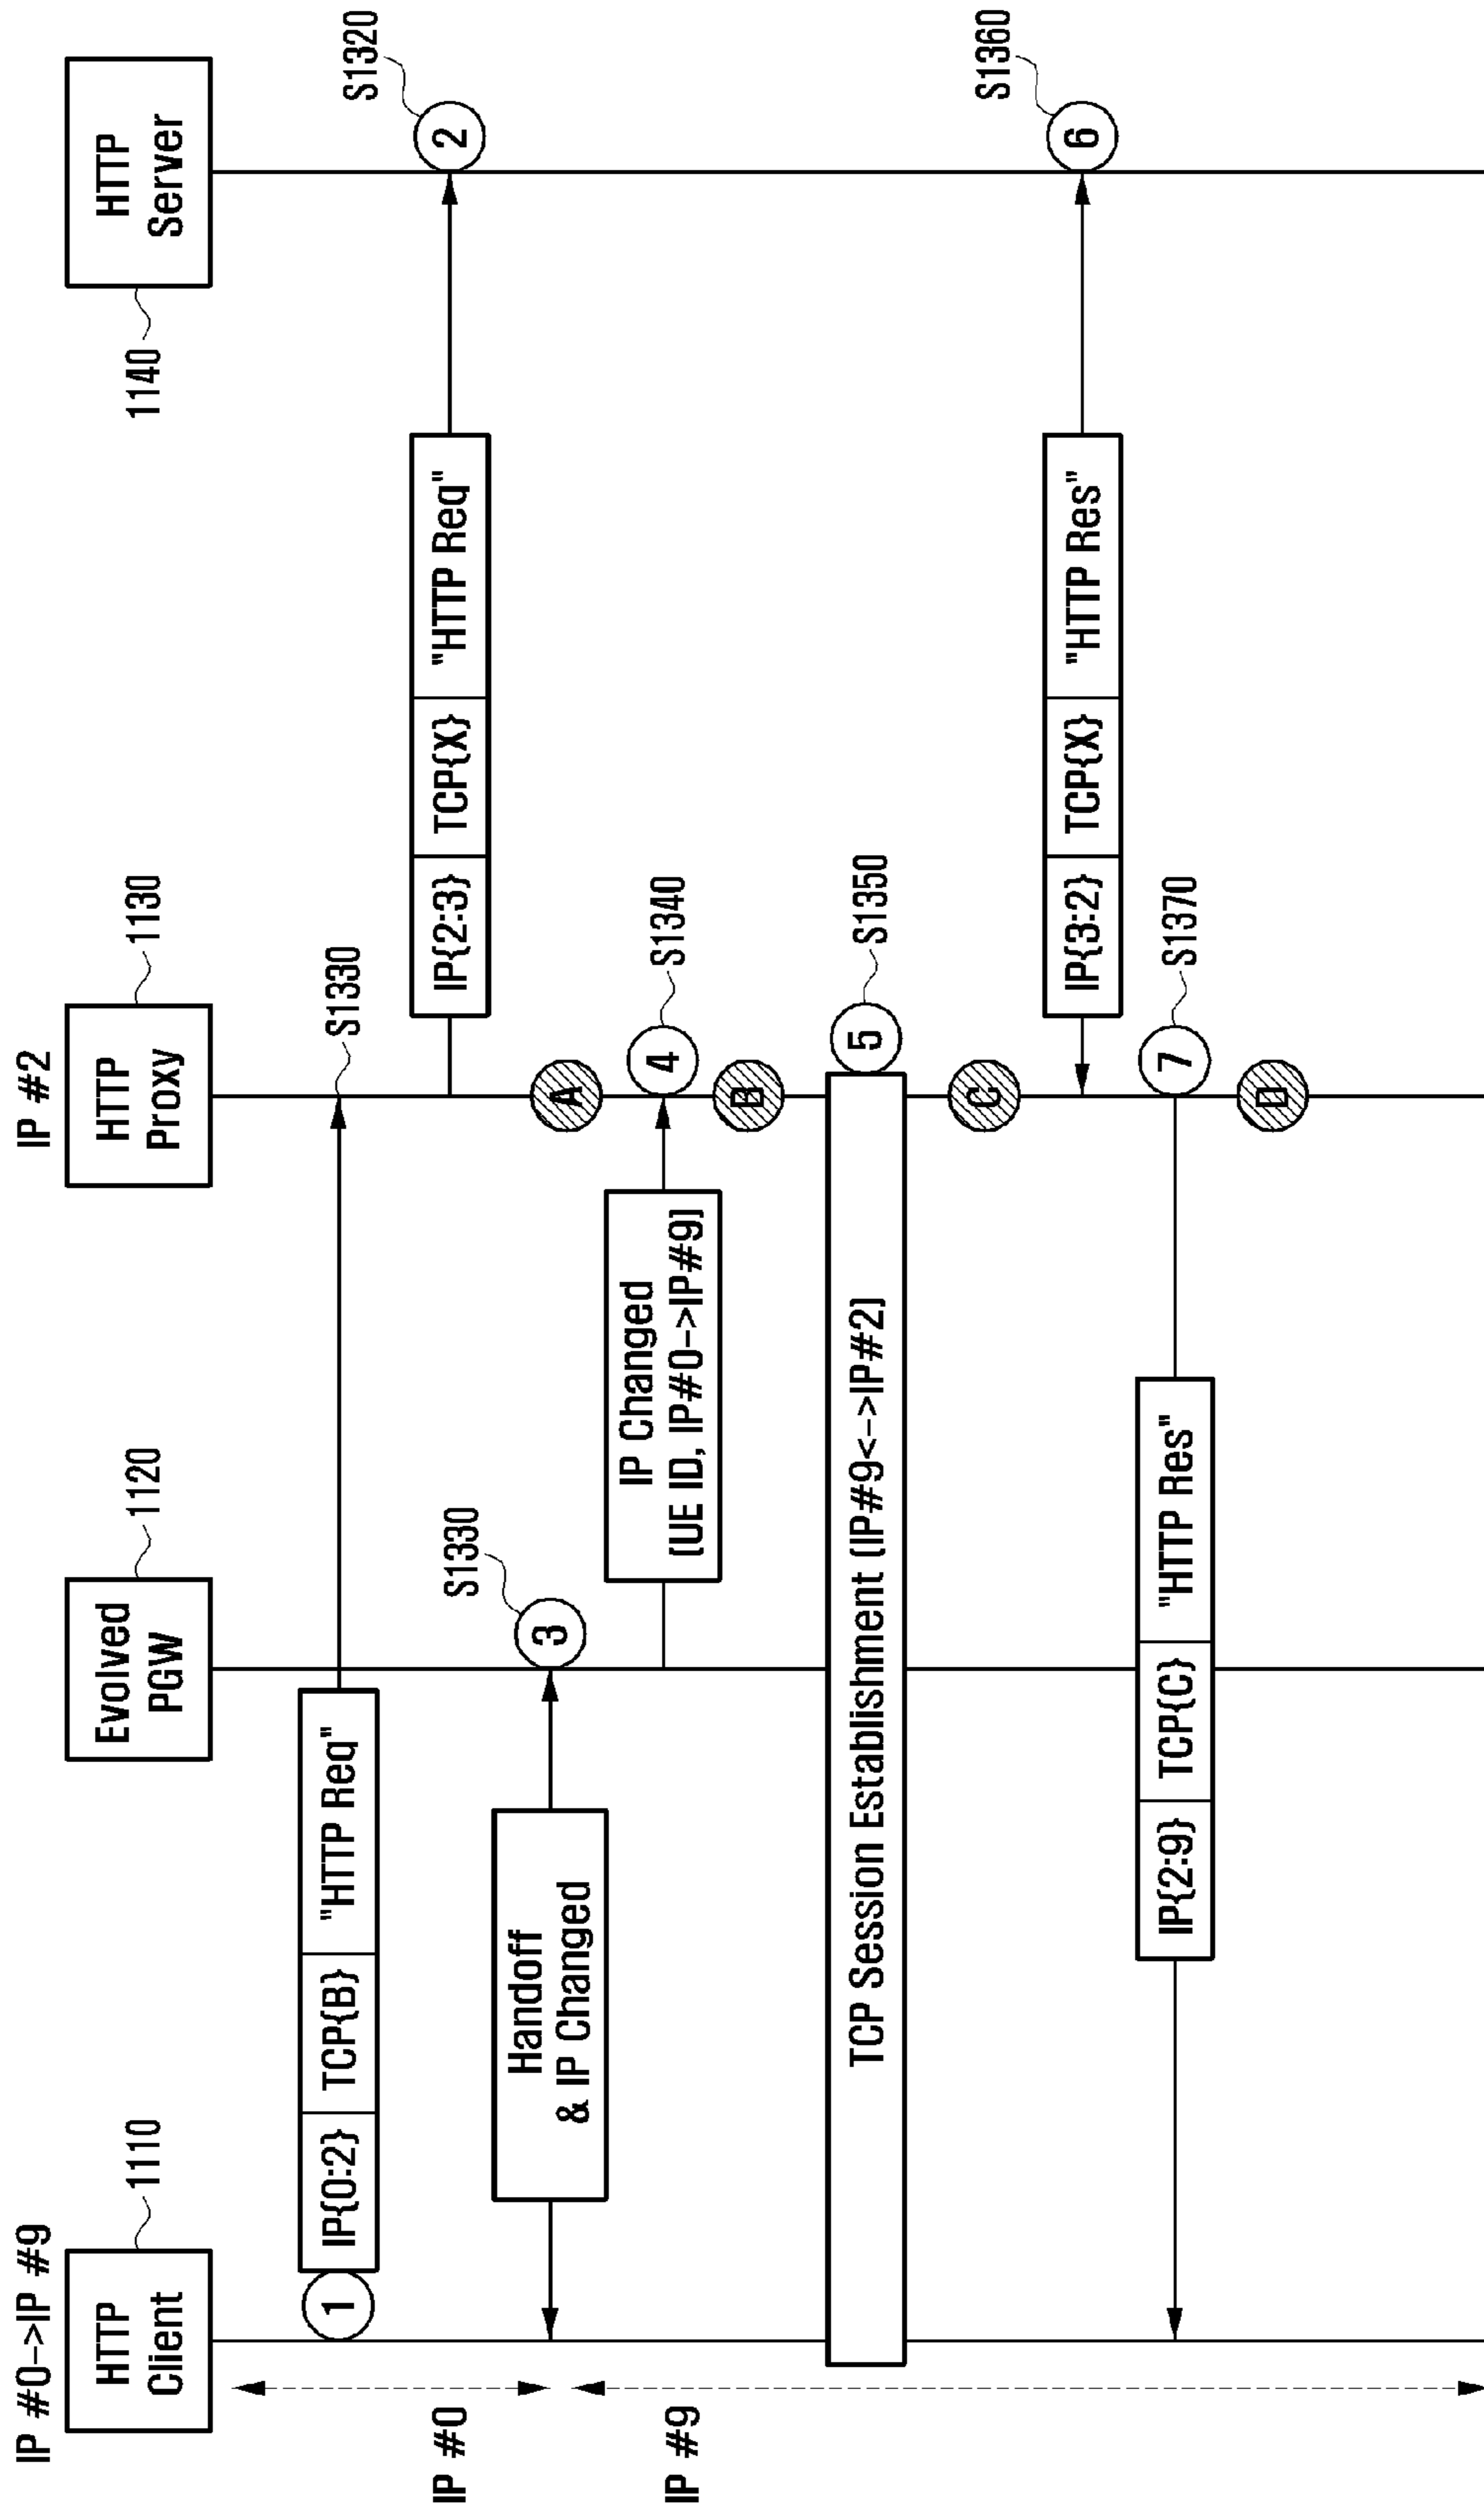 IP #0->IP #9
HTTP
Client
1110
Evolved
PGW
1120
IP #2
HTTP
Proxy
1130
HTTP
Server
1140
IP #0
1
IP{0:2} TCP{B} "HTTP Req"
S1330
IP{2:3} TCP{X} "HTTP Req"
2
S1320
Handoff
& IP Changed
3
S1330
A
IP #9
IP Changed
(UE ID, IP#0->IP#9)
4
S1340
B
TCP Session Establishment (IP#9<->IP#2)
5
S1350
C
IP{3:2} TCP{X} "HTTP Res"
6
S1360
IP{2:9} TCP{C} "HTTP Res"
7
S1370
D